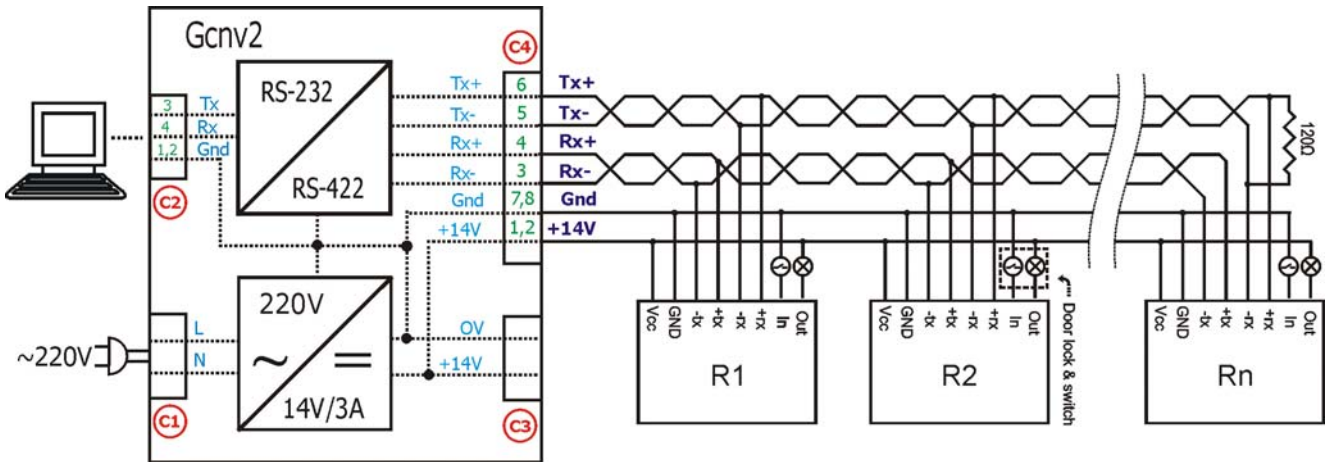 Gcnv2
C4
RS-232
RS-422
3 Tx
4 Rx
1,2 Gnd
C2
Tx+ 6 Tx+
Tx- 5 Tx-
Rx+ 4 Rx+
Rx- 3 Rx-
Gnd 7,8 Gnd
+14V 1,2 +14V
120Ω
~220V
L
N
C1
220V
~
=
14V/3A
0V
+14V
C3
Vcc GND -tx +tx -rx +rx In Out
R1
Vcc GND -tx +tx -rx +rx In Out
R2
Door lock & switch
Vcc GND -tx +tx -rx +rx In Out
Rn